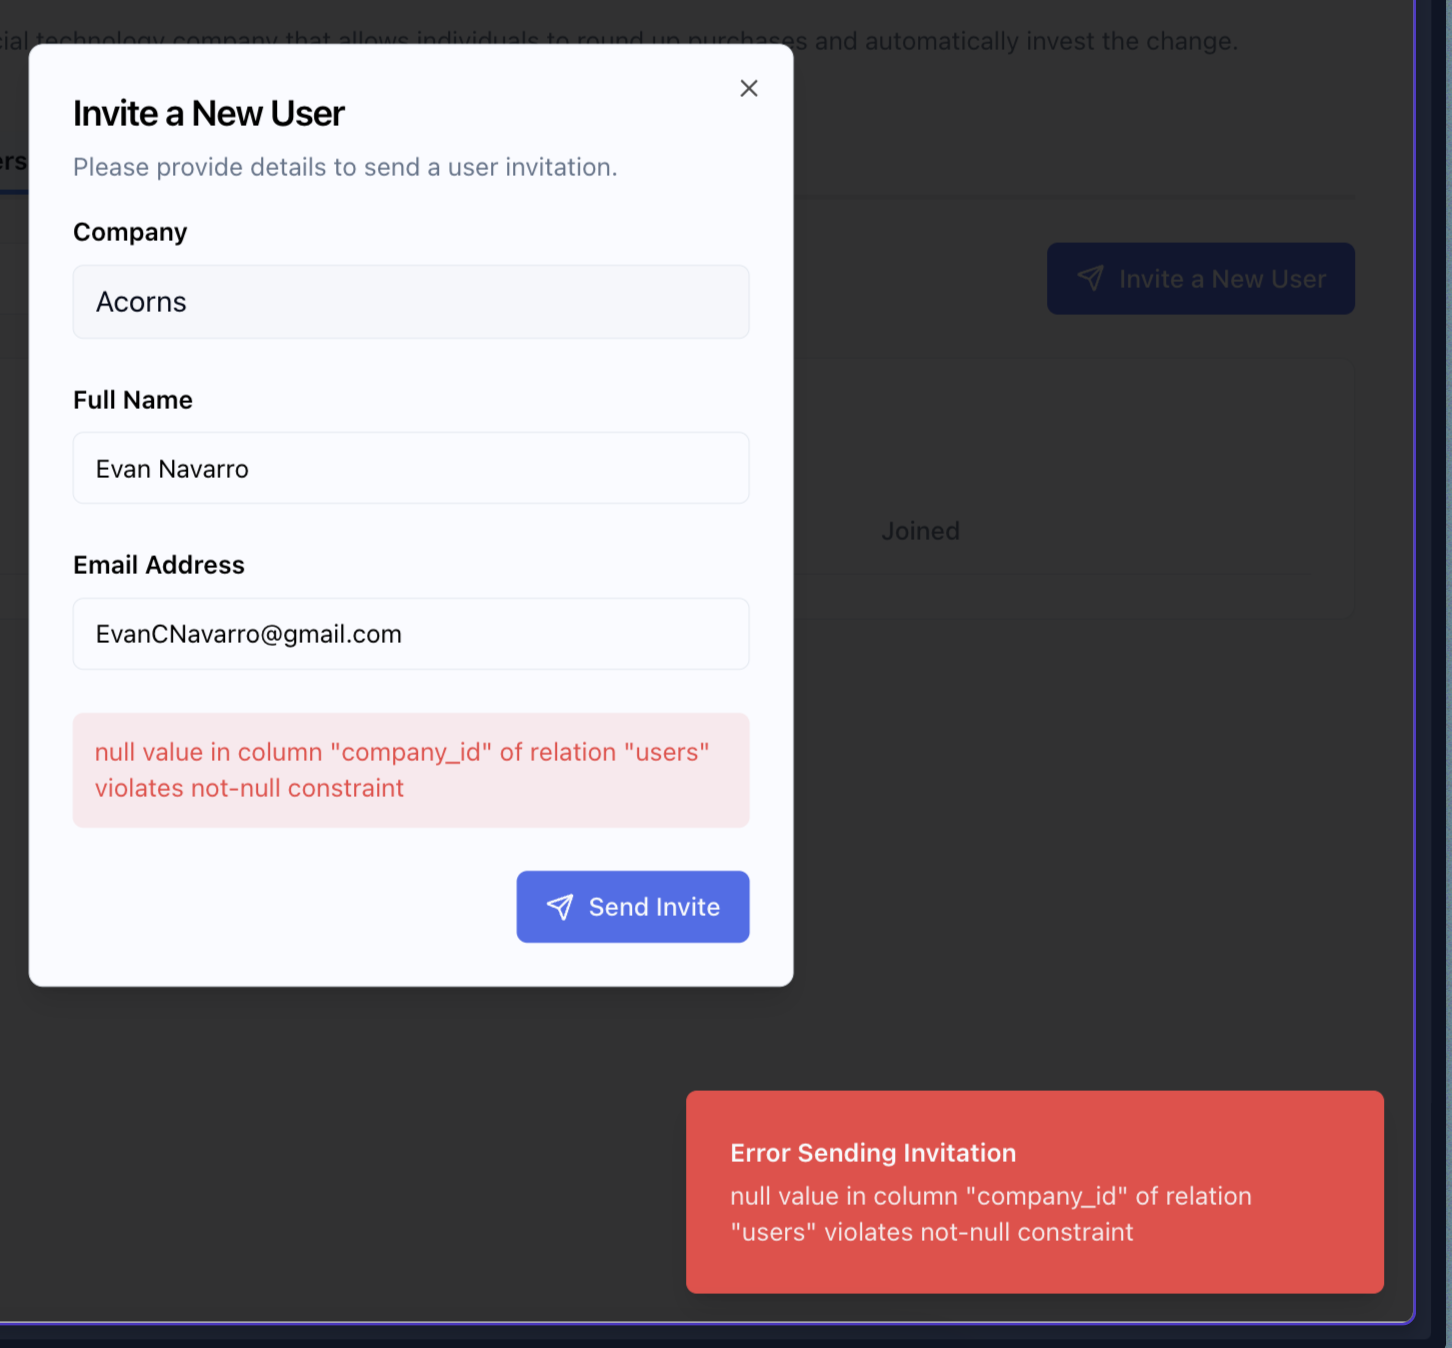 cial technology company that allows individuals to round up purchases and automatically invest the change.
Invite a New User
Please provide details to send a user invitation.
ers
Company
Acorns
Invite a New User
Full Name
Evan Navarro
Joined
Email Address
EvanCNavarro@gmail.com
null value in column "company_id" of relation "users"
violates not-null constraint
Send Invite
Error Sending Invitation
null value in column "company_id" of relation
"users" violates not-null constraint